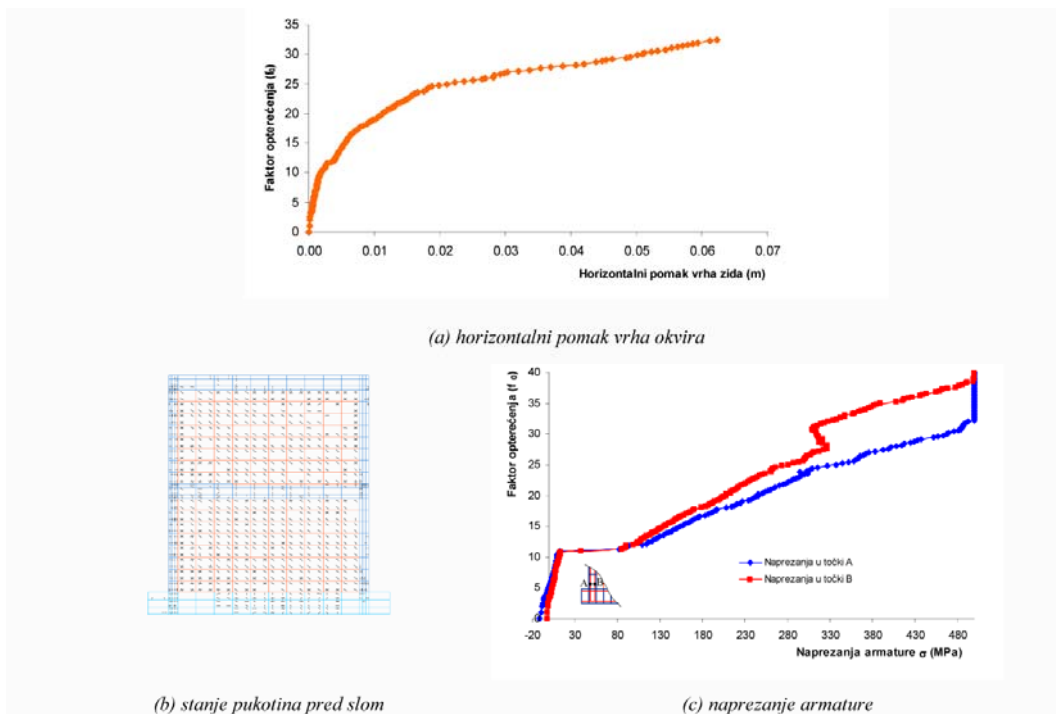 35
30
25
20
15
10
5
0
Faktor opterećenja (f₀)
0.00 0.01 0.02 0.03 0.04 0.05 0.06 0.07
Horizontalni pomak vrha zida (m)
(a) horizontalni pomak vrha okvira
40
35
30
25
20
15
10
5
0
Faktor opterećenja (f ₀)
Naprezanja u točki A
Naprezanja u točki B
A B
-20 30 80 130 180 230 280 330 380 430 480
Naprezanja armature σ (MPa)
(b) stanje pukotina pred slom
(c) naprezanje armature